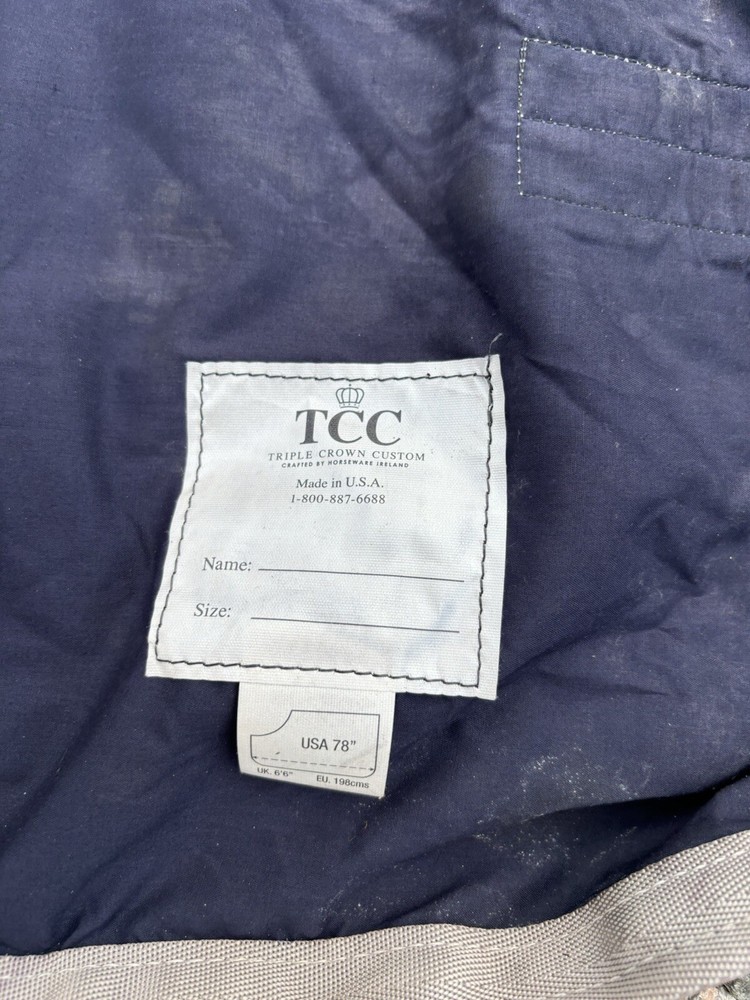 TCC
TRIPLE CROWN CUSTOM
CRAFTED BY HORSEWARE IRELAND
Made in U.S.A.
1-800-887-6688
Name:
Size:
USA 78"
UK. 6'6" EU. 198cms